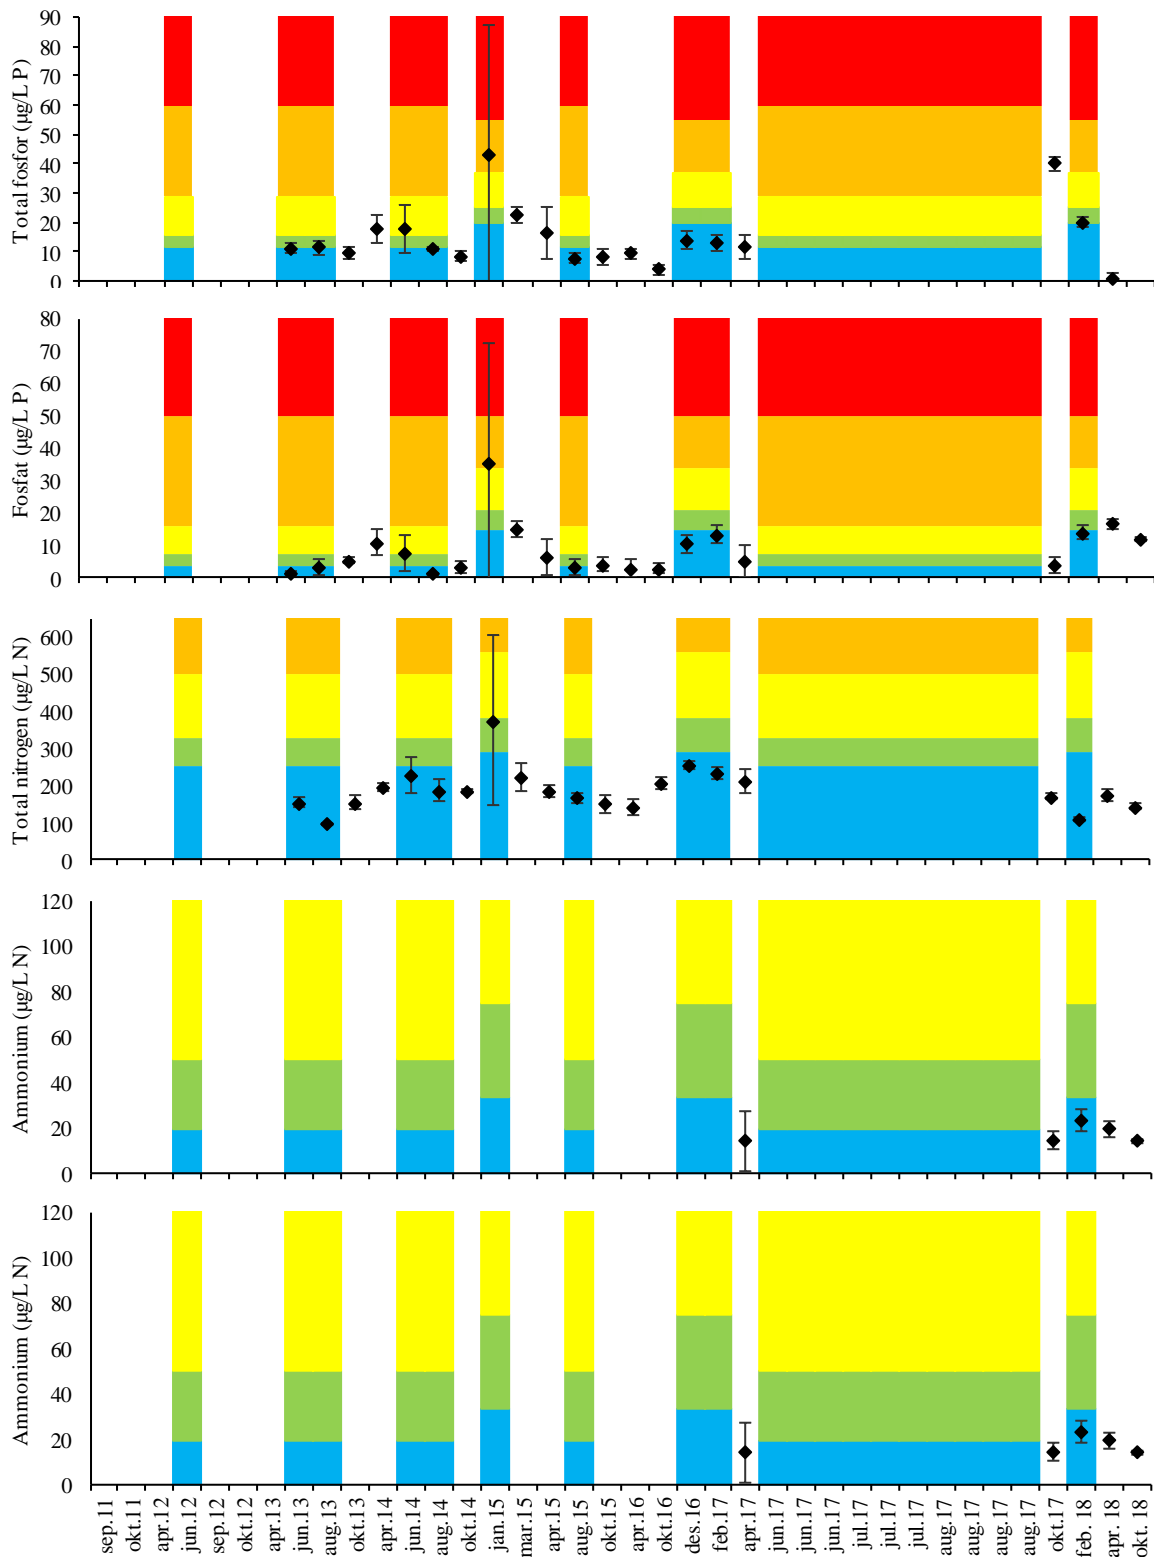 Total fosfor (µg/L P)
90
80
70
60
50
40
30
20
10
0
Fosfat (µg/L P)
80
70
60
50
40
30
20
10
0
Total nitrogen (µg/L N)
600
500
400
300
200
100
0
Ammonium (µg/L N)
120
100
80
60
40
20
0
Ammonium (µg/L N)
120
100
80
60
40
20
0
sep.11
okt.11
apr.12
jun.12
sep.12
okt.12
apr.13
jun.13
aug.13
okt.13
apr.14
jun.14
aug.14
okt.14
jan.15
mar.15
apr.15
aug.15
okt.15
apr.16
okt.16
des.16
feb.17
apr.17
jun.17
jun.17
jun.17
jul.17
jul.17
jul.17
aug.17
aug.17
aug.17
aug.17
okt.17
feb. 18
apr. 18
okt. 18